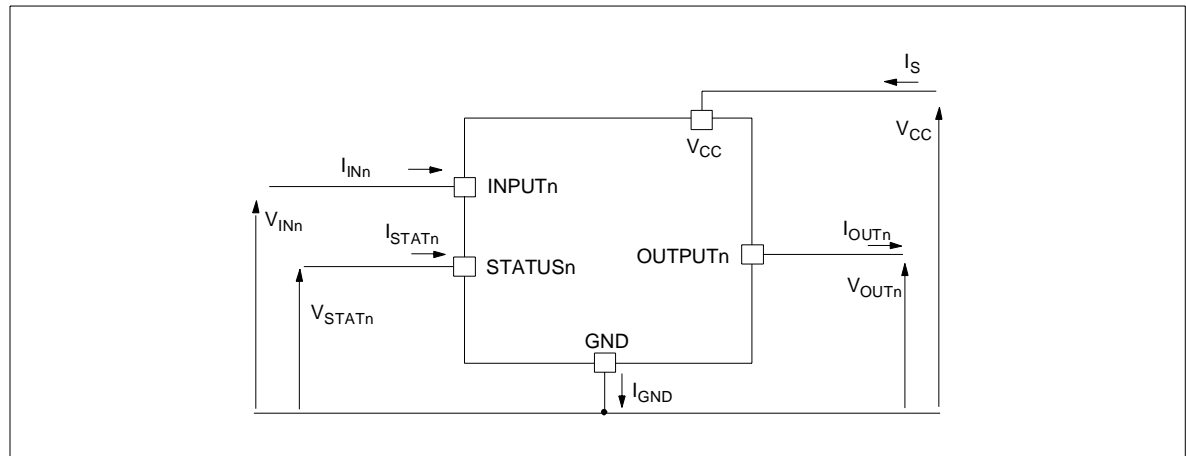 I_S
V_CC
V_CC
I_INn
INPUTn
V_INn
I_STATn
I_OUTn
STATUSn
OUTPUTn
V_STATn
V_OUTn
GND
I_GND